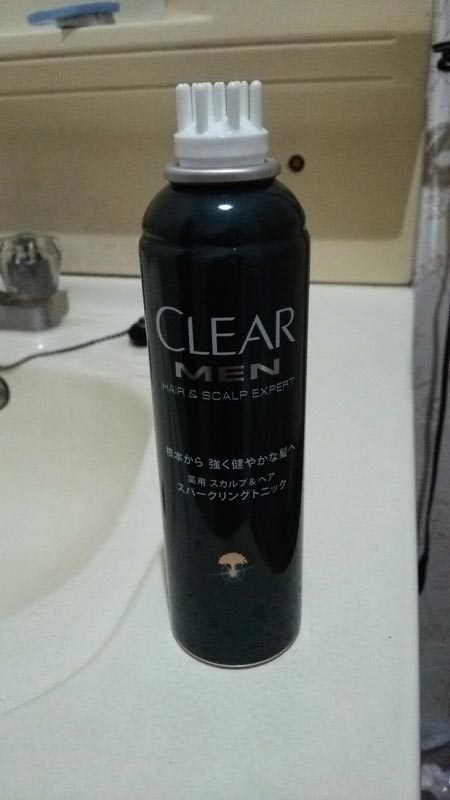 CLEAR
MEN
HAIR & SCALP EXPERT
根本から 強く健やかな髪へ
薬用 スカルプ&ヘア
スパークリングトニック